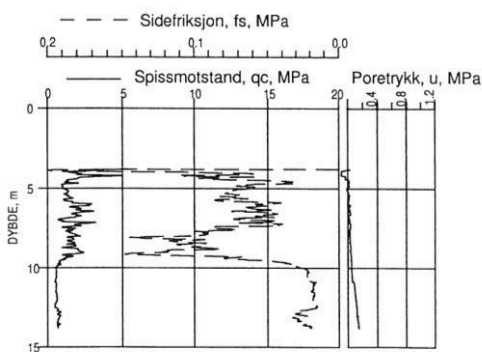 Sidefriksjon, fs, MPa
0,2 0,1 0,0
Spissmotstand, qc, MPa Poretrykk, u, MPa
0 5 10 15 20 0,4 0,8 1,2
0
5
10
15
DYBDE, m